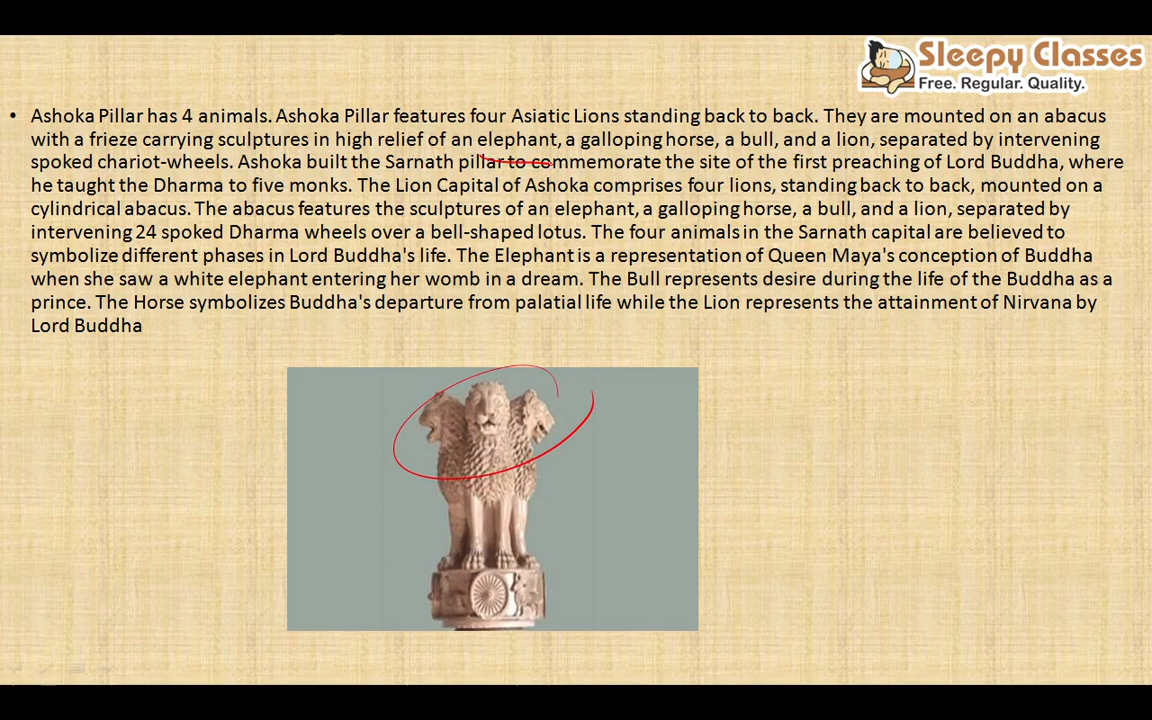 Sleepy Classes
Free. Regular. Quality.
• Ashoka Pillar has 4 animals. Ashoka Pillar features four Asiatic Lions standing back to back. They are mounted on an abacus
with a frieze carrying sculptures in high relief of an elephant, a galloping horse, a bull, and a lion, separated by intervening
spoked chariot-wheels. Ashoka built the Sarnath pillar to commemorate the site of the first preaching of Lord Buddha, where
he taught the Dharma to five monks. The Lion Capital of Ashoka comprises four lions, standing back to back, mounted on a
cylindrical abacus. The abacus features the sculptures of an elephant, a galloping horse, a bull, and a lion, separated by
intervening 24 spoked Dharma wheels over a bell-shaped lotus. The four animals in the Sarnath capital are believed to
symbolize different phases in Lord Buddha's life. The Elephant is a representation of Queen Maya's conception of Buddha
when she saw a white elephant entering her womb in a dream. The Bull represents desire during the life of the Buddha as a
prince. The Horse symbolizes Buddha's departure from palatial life while the Lion represents the attainment of Nirvana by
Lord Buddha